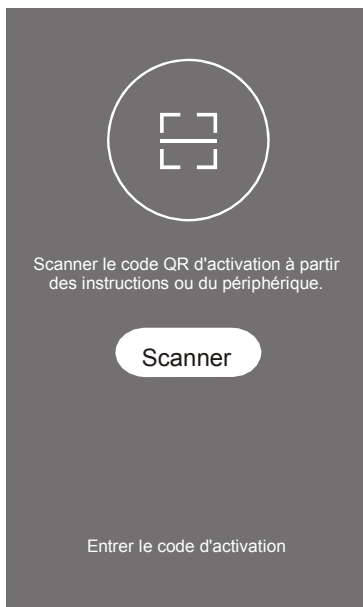 Scanner le code QR d'activation à partir
des instructions ou du périphérique.
Scanner
Entrer le code d'activation